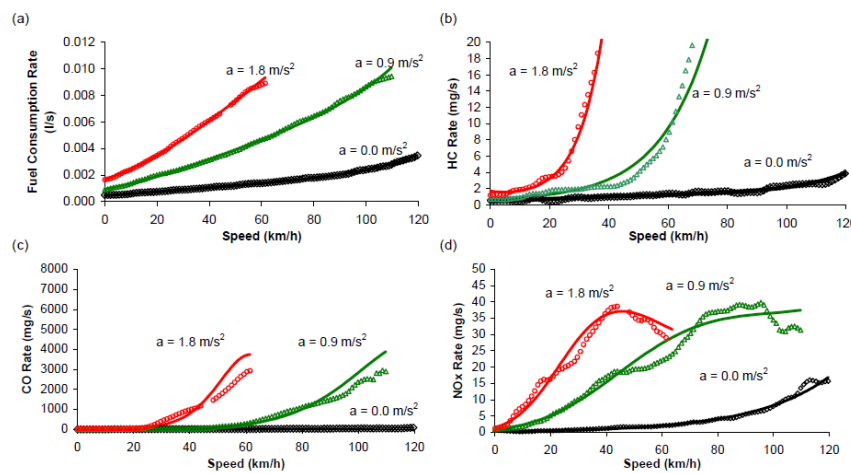 (a)
Fuel Consumption Rate
(l/s)
0.012
0.010
0.008
0.006
0.004
0.002
0.000
a = 1.8 m/s²
a = 0.9 m/s²
a = 0.0 m/s²
0 20 40 60 80 100 120
Speed (km/h)
(b)
HC Rate (mg/s)
20
18
16
14
12
10
8
6
4
2
0
a = 1.8 m/s²
a = 0.9 m/s²
a = 0.0 m/s²
0 10 20 30 40 50 60 70 80 90 100 110 120
Speed (km/h)
(c)
CO Rate (mg/s)
8000
7000
6000
5000
4000
3000
2000
1000
0
a = 1.8 m/s²
a = 0.9 m/s²
a = 0.0 m/s²
0 20 40 60 80 100 120
Speed (km/h)
(d)
NOx Rate (mg/s)
50
45
40
35
30
25
20
15
10
5
0
a = 1.8 m/s²
a = 0.9 m/s²
a = 0.0 m/s²
0 20 40 60 80 100 120
Speed (km/h)